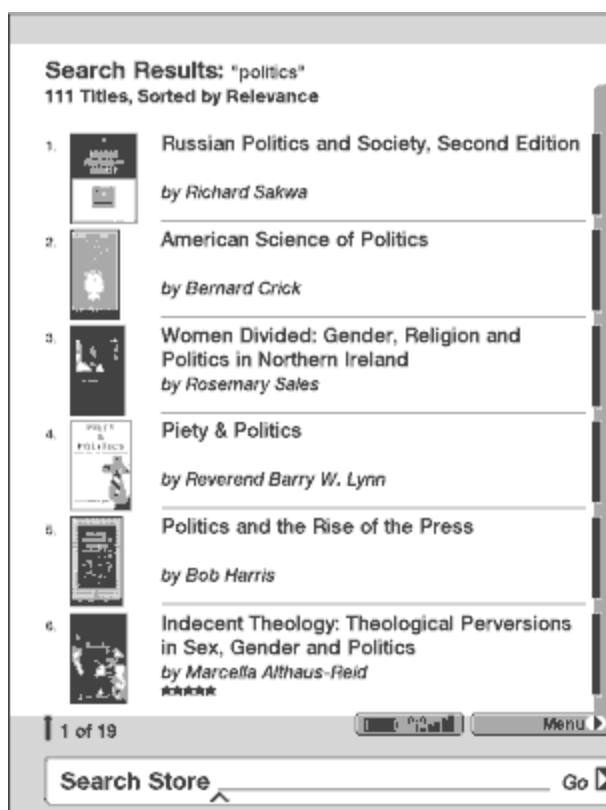 Search Results: "politics"
111 Titles, Sorted by Relevance
1.
Russian Politics and Society, Second Edition
by Richard Sakwa
2.
American Science of Politics
by Bernard Crick
3.
Women Divided: Gender, Religion and
Politics in Northern Ireland
by Rosemary Sales
4.
PIETY
&
POLITICS
Piety & Politics
by Reverend Barry W. Lynn
5.
Politics and the Rise of the Press
by Bob Harris
6.
Indecent Theology: Theological Perversions
in Sex, Gender and Politics
by Marcella Althaus-Reid
★★★★★
1 of 19
Menu
Search Store
Go